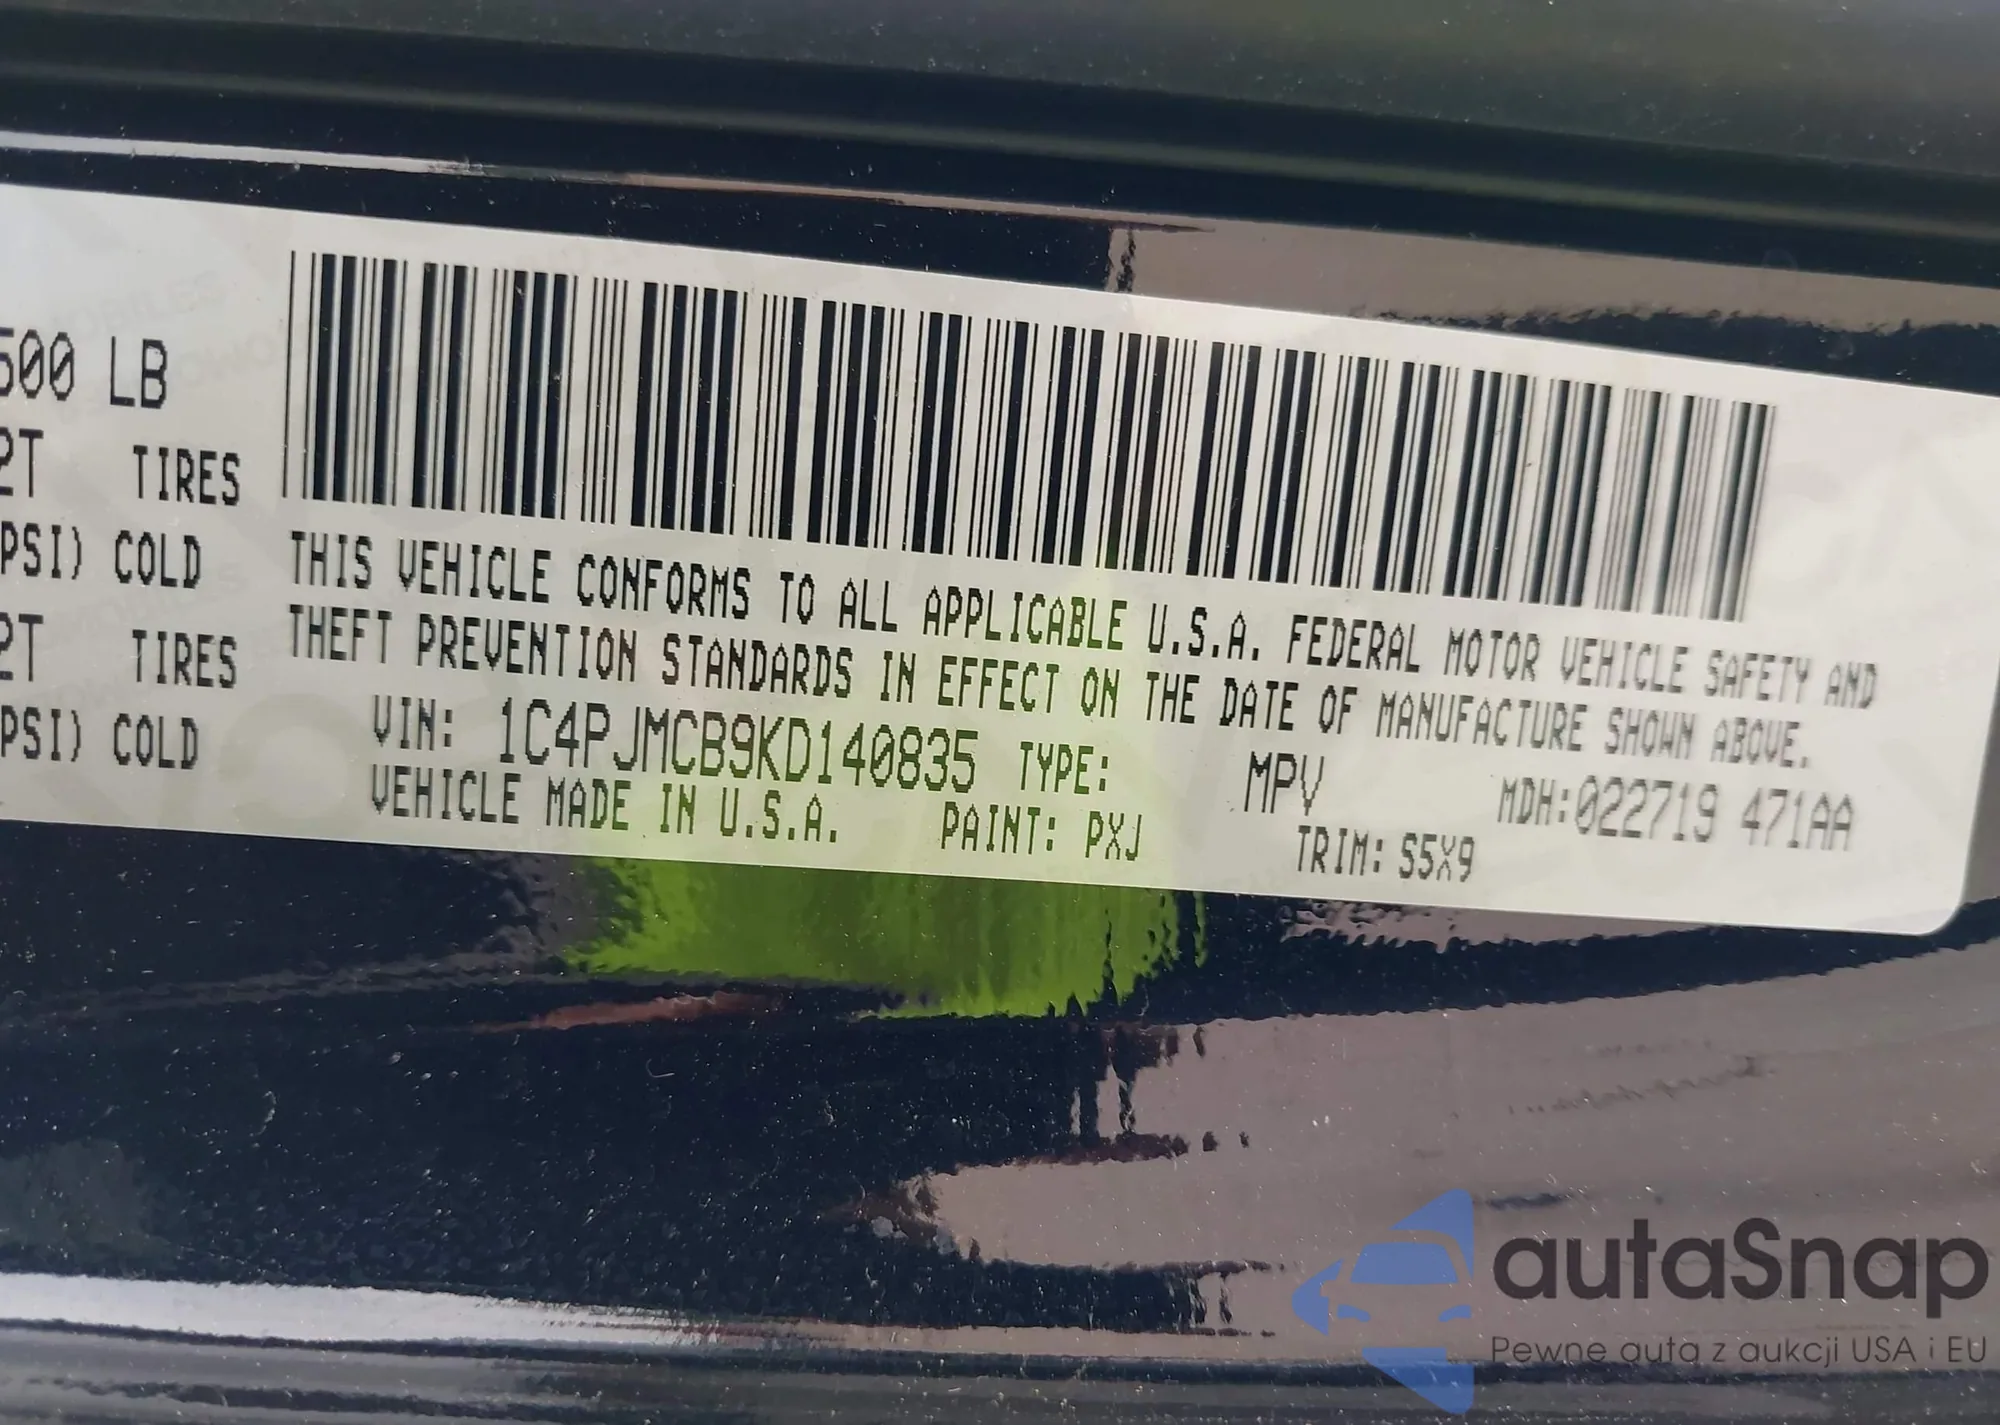 500 LB
2T TIRES
PSI) COLD
2T TIRES
PSI) COLD
THIS VEHICLE CONFORMS TO ALL APPLICABLE U.S.A. FEDERAL MOTOR VEHICLE SAFETY AND
THEFT PREVENTION STANDARDS IN EFFECT ON THE DATE OF MANUFACTURE SHOWN ABOVE.
VIN: 1C4PJMCB9KD140835 TYPE: MPV MDH:022719 471AA
VEHICLE MADE IN U.S.A. PAINT: PXJ TRIM: S5X9
autaSnap
Pewne auta z aukcji USA i EU